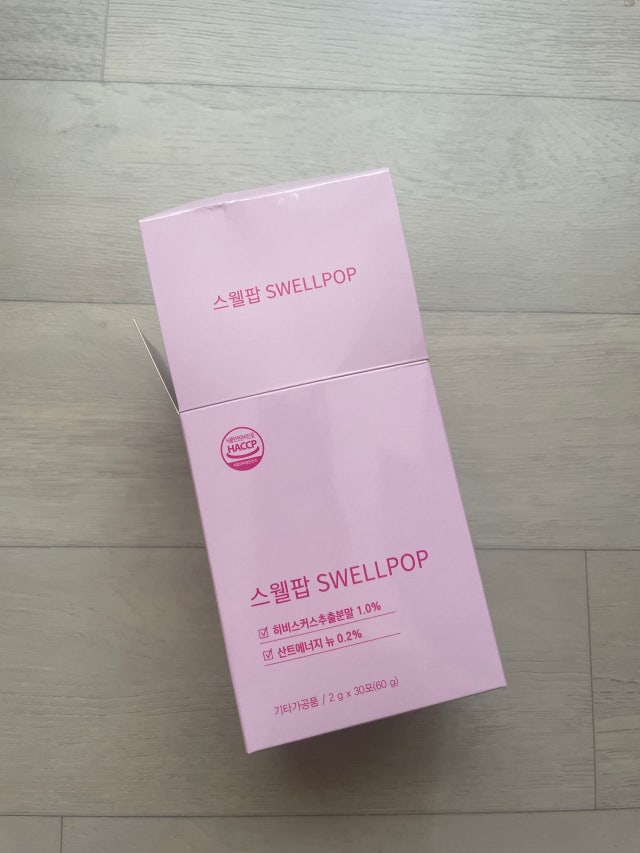 스웰팝 SWELLPOP
HACCP
스웰팝 SWELLPOP
히비스커스추출분말 1.0%
산트에너지 뉴 0.2%
기타가공품 / 2 g x 30포(60 g)